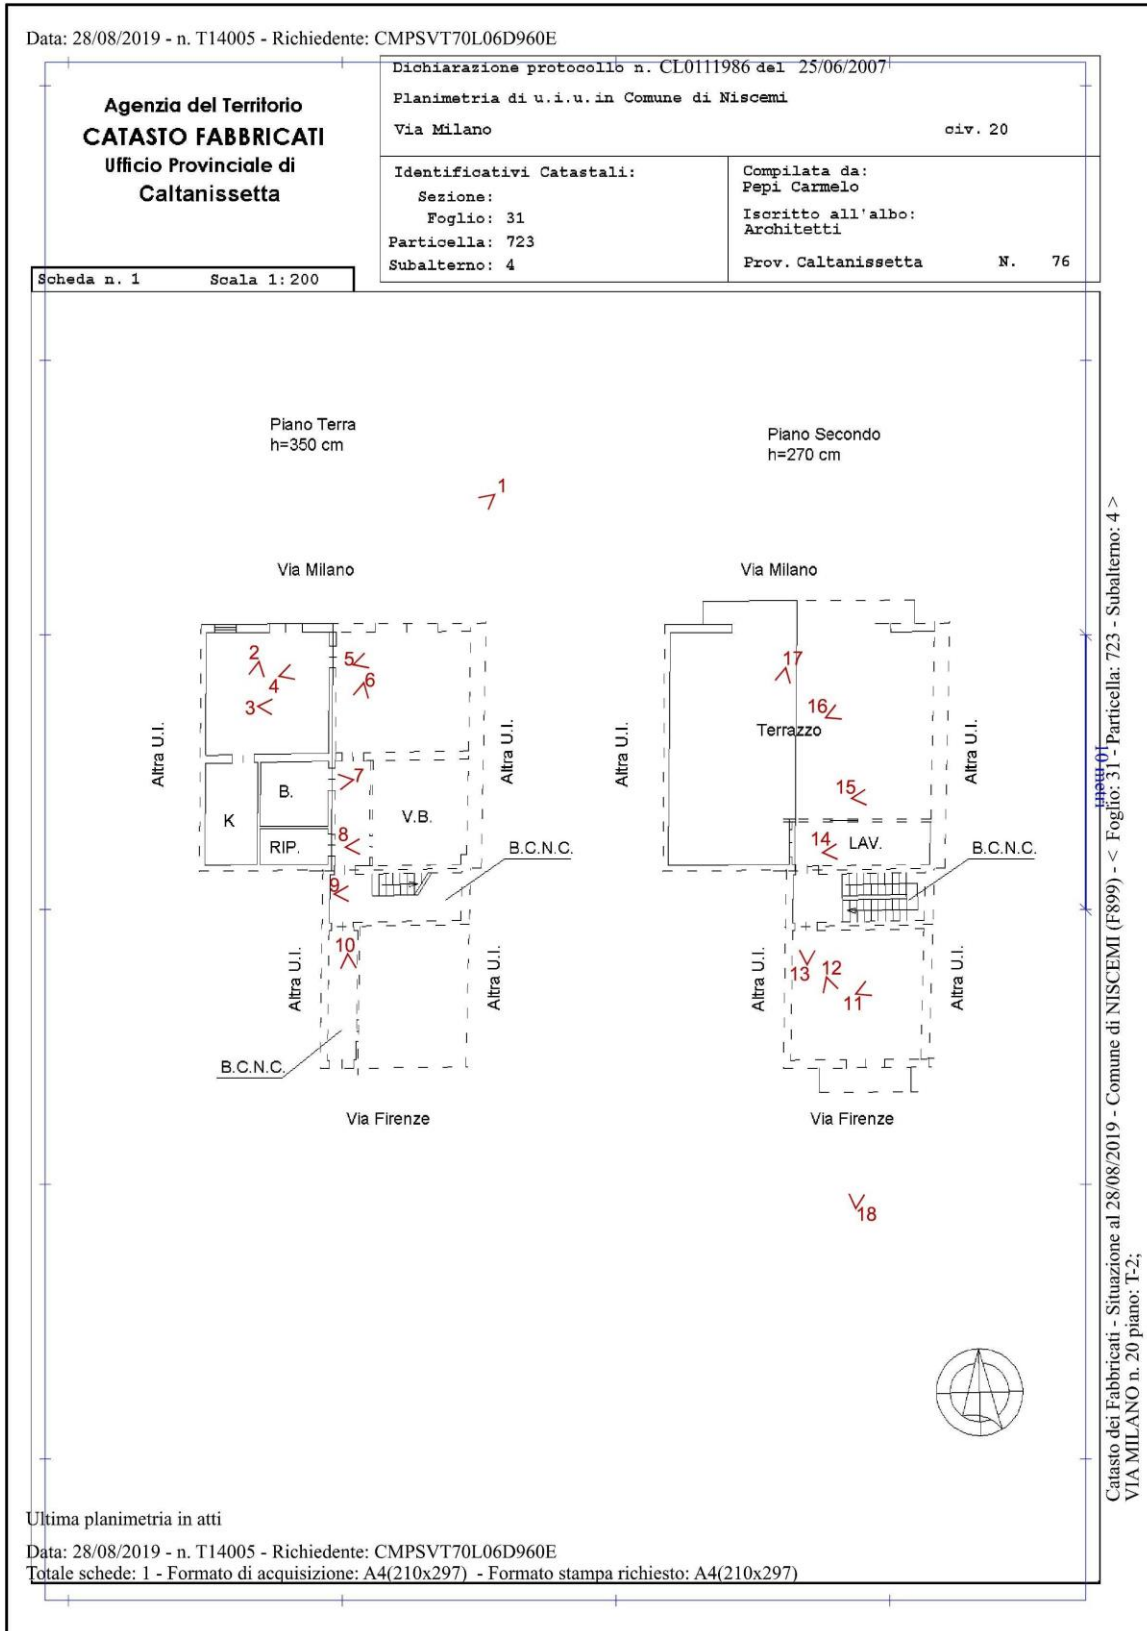 Data: 28/08/2019 - n. T14005 - Richiedente: CMPSVT70L06D960E
Agenzia del Territorio
CATASTO FABBRICATI
Ufficio Provinciale di
Caltanissetta
Dichiarazione protocollo n. CL0111986 del 25/06/2007
Planimetria di u.i.u. in Comune di Niscemi
Via Milano civ. 20
Identificativi Catastali:
Sezione:
Foglio: 31
Particella: 723
Subalterno: 4
Compilata da:
Pepi Carmelo
Iscritto all'albo:
Architetti
Prov. Caltanissetta N. 76
Scheda n. 1 Scala 1:200
Piano Terra
h=350 cm
Piano Secondo
h=270 cm
1
Via Milano
Via Milano
2
4
3
5
6
17
16
Terrazzo
Altra U.I.
Altra U.I.
Altra U.I.
K
B.
RIP.
7
8
V.B.
15
14
LAV.
B.C.N.C.
B.C.N.C.
9
10
Altra U.I.
Altra U.I.
Altra U.I.
Altra U.I.
13
12
11
B.C.N.C.
Via Firenze
Via Firenze
18
10 metri
Catasto dei Fabbricati - Situazione al 28/08/2019 - Comune di NISCEMI (F899) - < Foglio: 31 - Particella: 723 - Subalterno: 4 >
VIA MILANO n. 20 piano: T-2;
Ultima planimetria in atti
Data: 28/08/2019 - n. T14005 - Richiedente: CMPSVT70L06D960E
Totale schede: 1 - Formato di acquisizione: A4(210x297) - Formato stampa richiesto: A4(210x297)